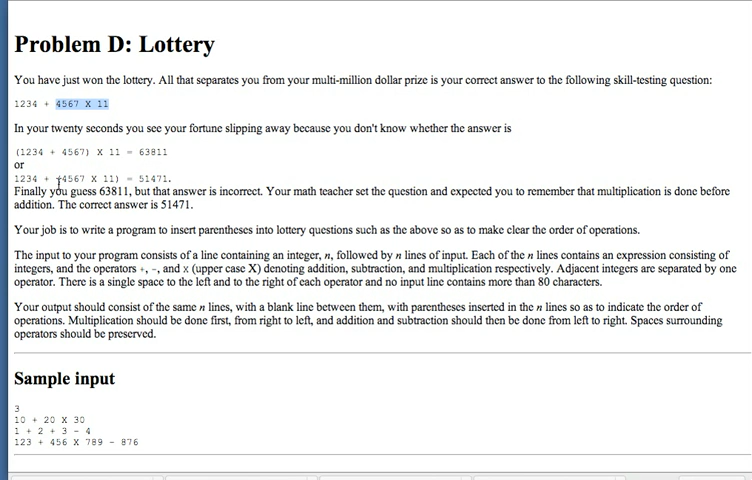 Problem D: Lottery
You have just won the lottery. All that separates you from your multi-million dollar prize is your correct answer to the following skill-testing question:
1234 + 4567 X 11
In your twenty seconds you see your fortune slipping away because you don't know whether the answer is
(1234 + 4567) X 11 = 63811
or
1234 + (4567 X 11) = 51471.
Finally you guess 63811, but that answer is incorrect. Your math teacher set the question and expected you to remember that multiplication is done before
addition. The correct answer is 51471.
Your job is to write a program to insert parentheses into lottery questions such as the above so as to make clear the order of operations.
The input to your program consists of a line containing an integer, n, followed by n lines of input. Each of the n lines contains an expression consisting of
integers, and the operators +, -, and X (upper case X) denoting addition, subtraction, and multiplication respectively. Adjacent integers are separated by one
operator. There is a single space to the left and to the right of each operator and no input line contains more than 80 characters.
Your output should consist of the same n lines, with a blank line between them, with parentheses inserted in the n lines so as to indicate the order of
operations. Multiplication should be done first, from right to left, and addition and subtraction should then be done from left to right. Spaces surrounding
operators should be preserved.
Sample input
3
10 + 20 X 30
1 + 2 + 3 - 4
123 + 456 X 789 - 876